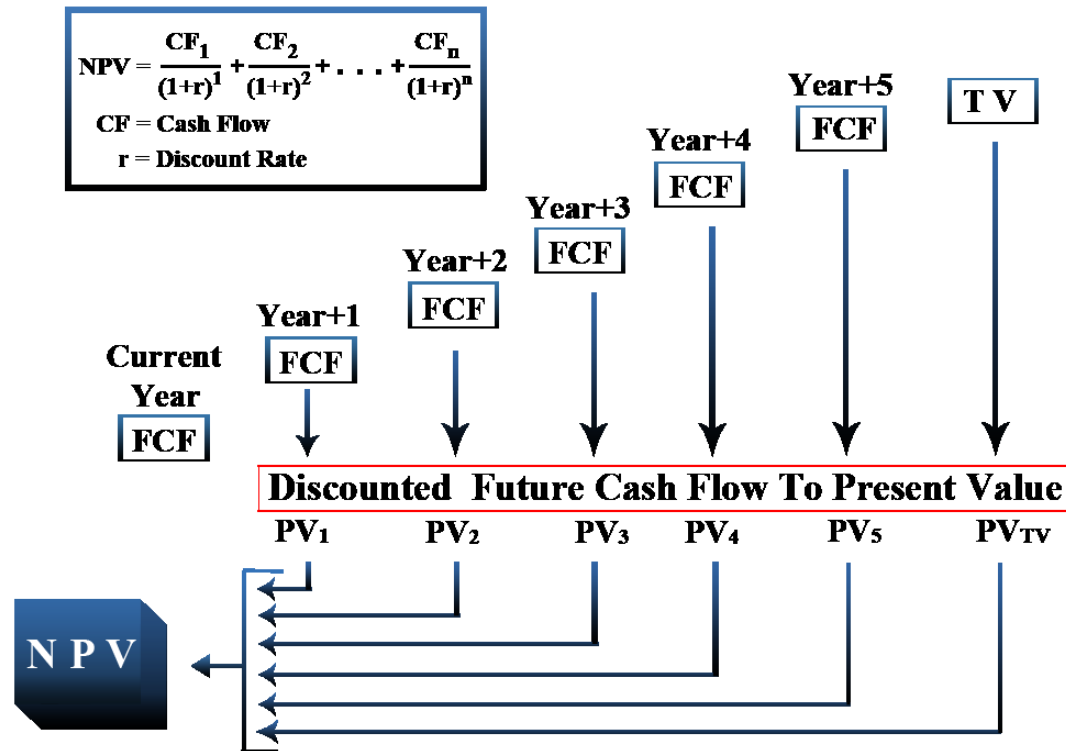 NPV = CF1/(1+r)^1 + CF2/(1+r)^2 + . . . + CFn/(1+r)^n
CF = Cash Flow
r = Discount Rate
Current
Year
FCF
Year+1
FCF
Year+2
FCF
Year+3
FCF
Year+4
FCF
Year+5
FCF
T V
Discounted Future Cash Flow To Present Value
PV1 PV2 PV3 PV4 PV5 PVTV
N P V